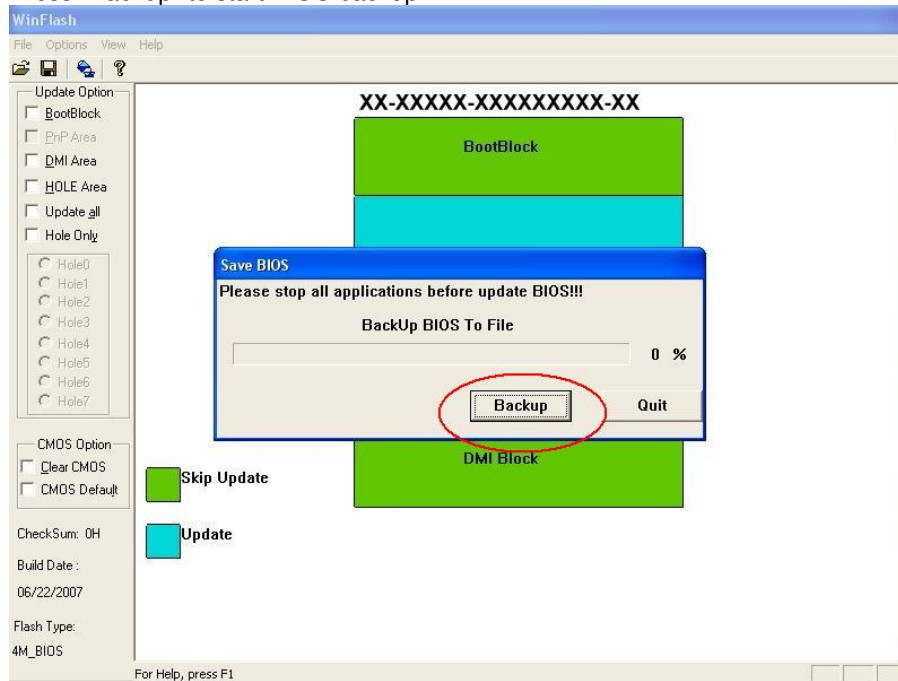 WinFlash
File Options View Help
Update Option
BootBlock
PnP Area
DMI Area
HOLE Area
Update all
Hole Only
Hole0
Hole1
Hole2
Hole3
Hole4
Hole5
Hole6
Hole7
CMOS Option
Clear CMOS
CMOS Default
CheckSum: 0H
Build Date :
06/22/2007
Flash Type:
4M_BIOS
XX-XXXXX-XXXXXXXXX-XX
BootBlock
Save BIOS
Please stop all applications before update BIOS!!!
BackUp BIOS To File
0 %
Backup Quit
DMI Block
Skip Update
Update
For Help, press F1